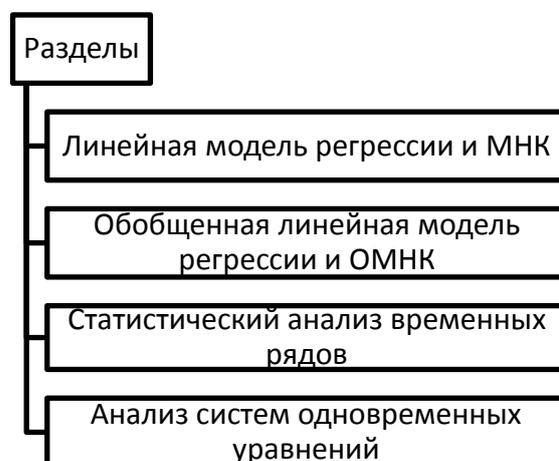 Разделы
Линейная модель регрессии и МНК
Обобщенная линейная модель
регрессии и ОМНК
Статистический анализ временных
рядов
Анализ систем одновременных
уравнений